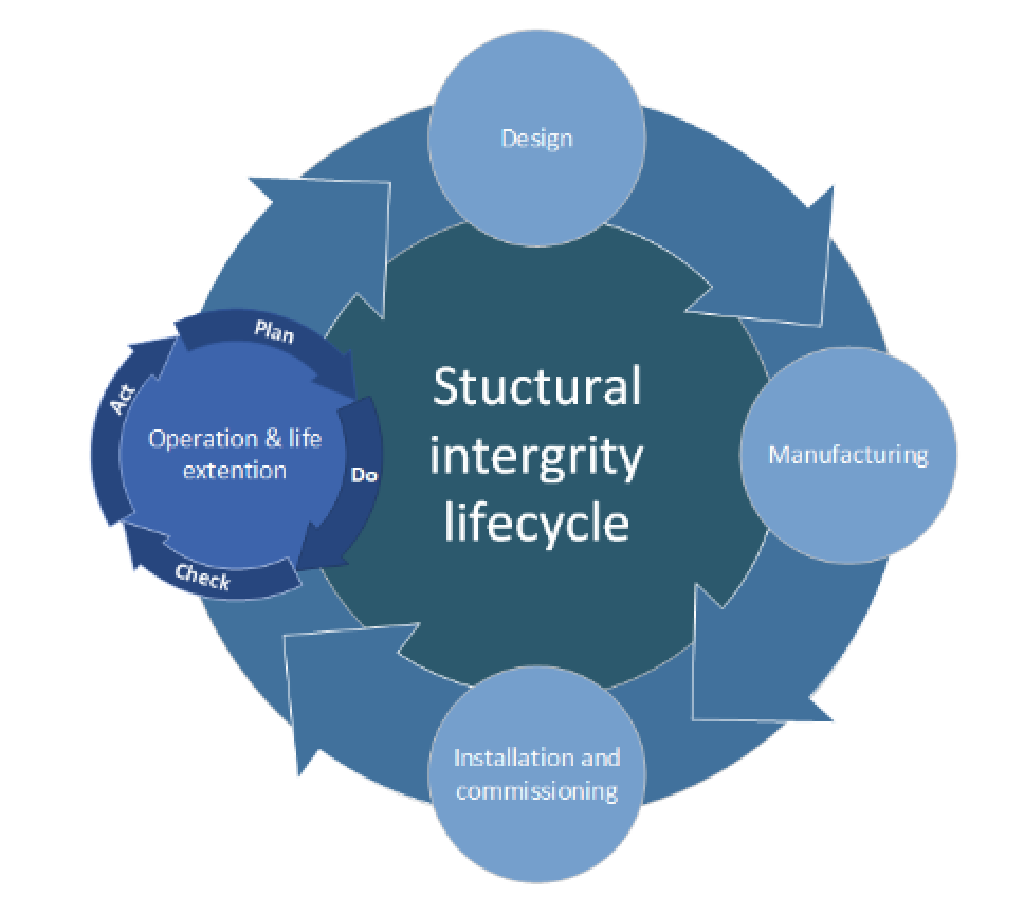 Design
Stuctural
intergrity
lifecycle
Manufacturing
Installation and
commissioning
Operation & life
extention
Plan
Do
Check
Act